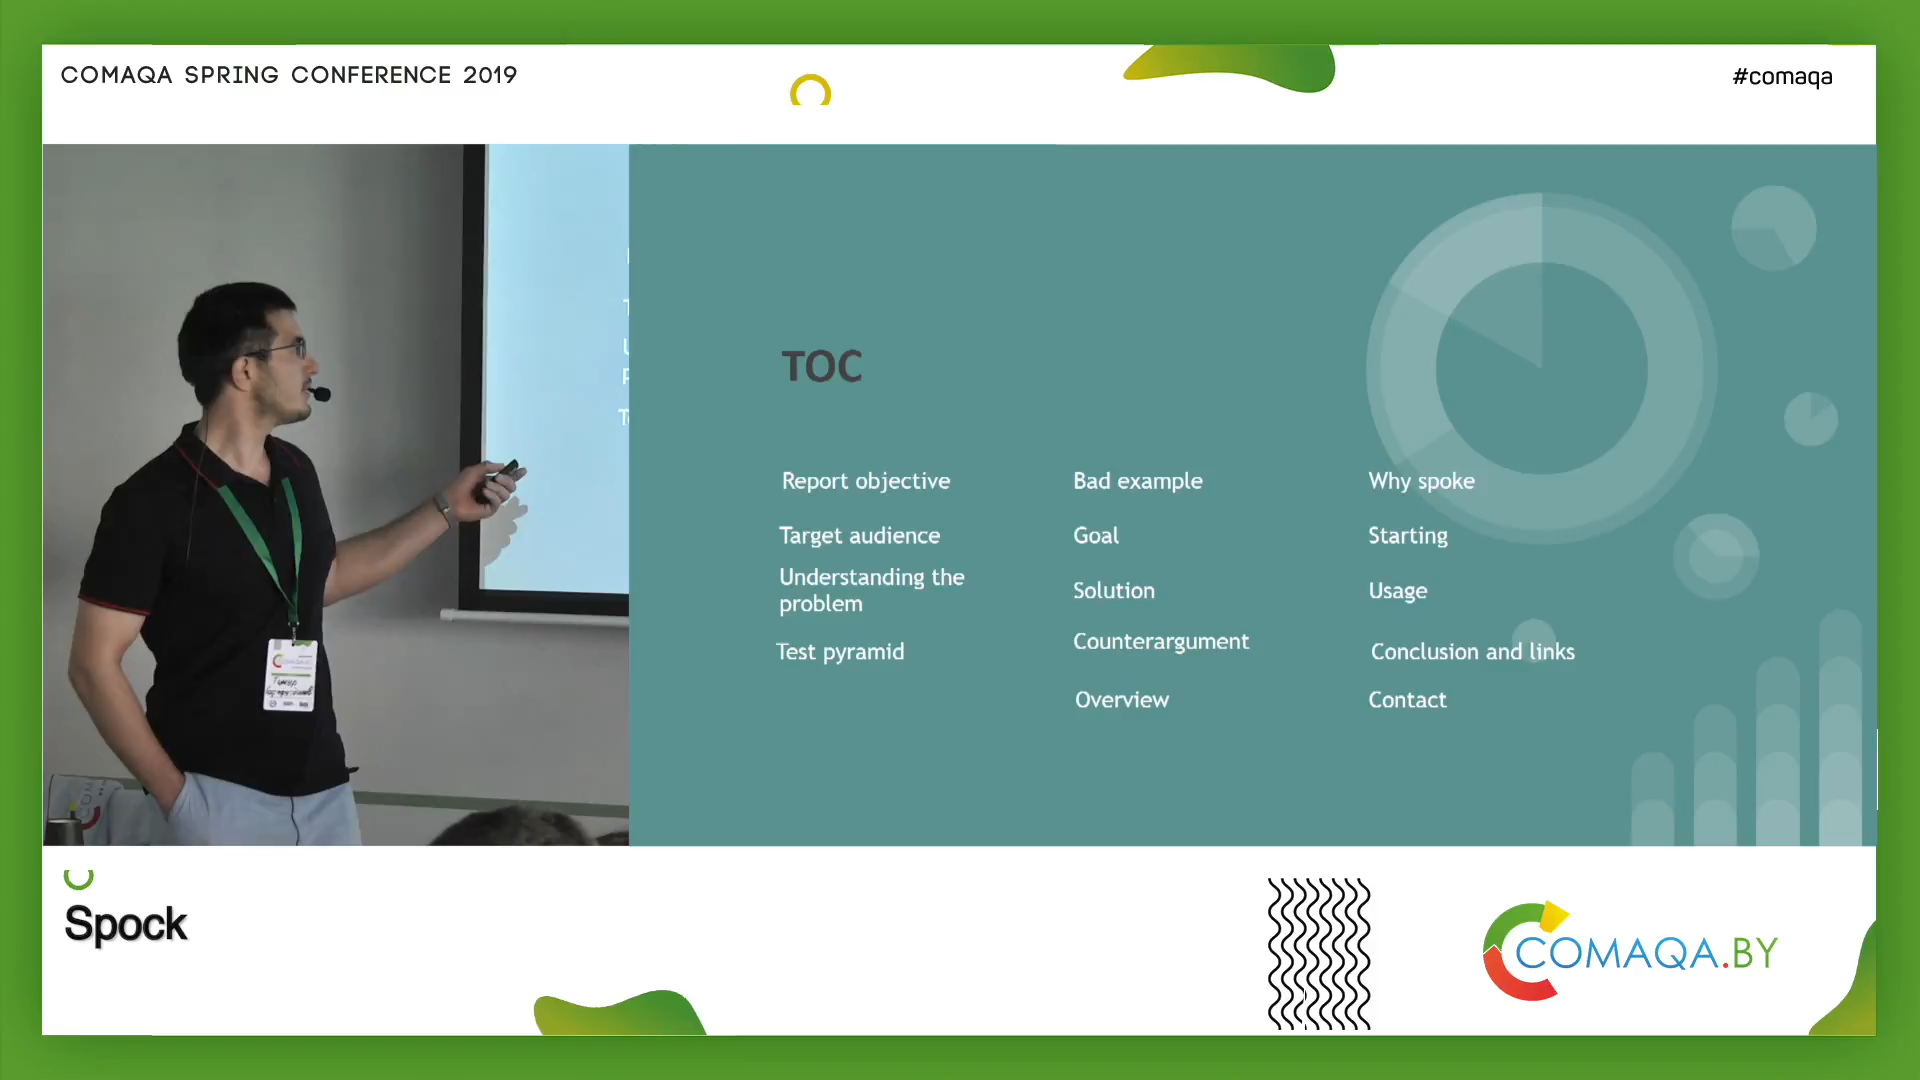 COMAQA SPRING CONFERENCE 2019
#comaqa
TOC
Report objective
Target audience
Understanding the
problem
Test pyramid
Bad example
Goal
Solution
Counterargument
Overview
Why spoke
Starting
Usage
Conclusion and links
Contact
Spock
COMAQA.BY